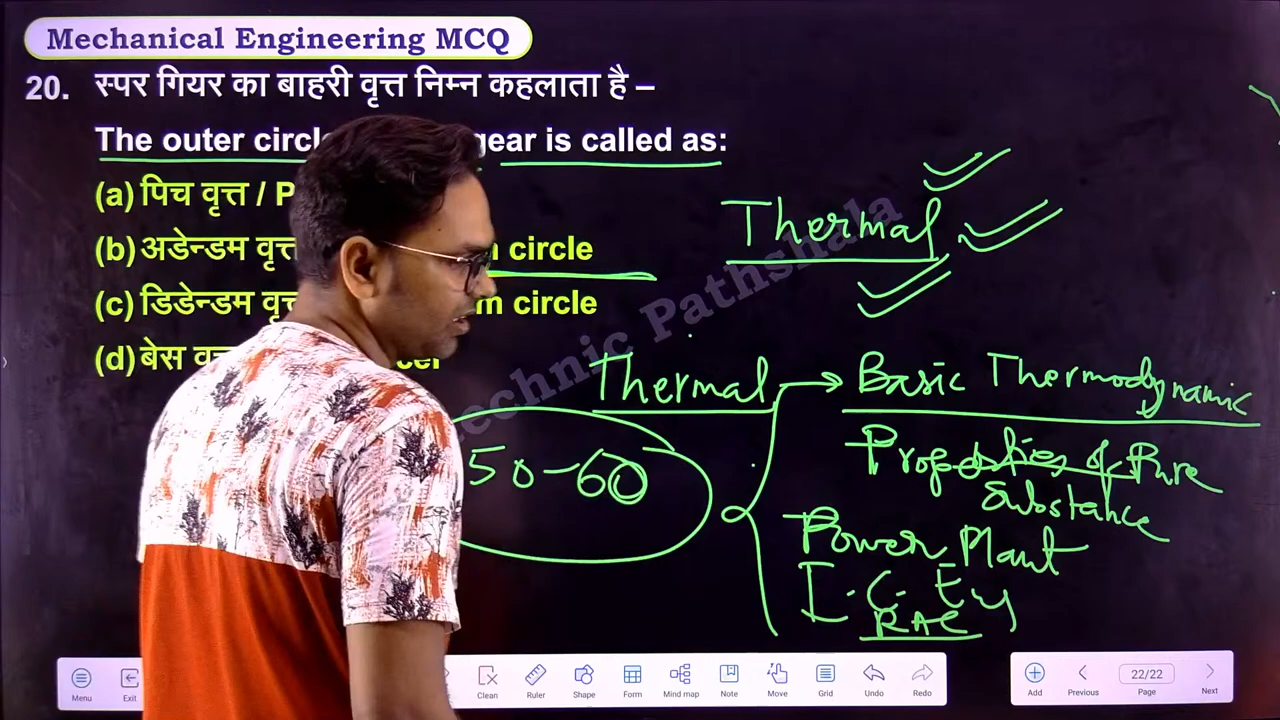 Mechanical Engineering MCQ
20. स्पर गियर का बाहरी वृत्त निम्न कहलाता है –
The outer circl gear is called as:
(a) पिच वृत्त / P
(b) अडेन्डम वृत्त m circle
(c) डिडेन्डम वृत्त m circle
(d) बेस
Thermal
Thermal → Basic Thermodynamic
Properties of Pure
Substance
50-60
Power Plant
I.C. E
RAC
technic Pathshala
Menu Exit Clean Ruler Shape Form Mind map Note Move Grid Undo Redo Add Previous 22/22 Page Next